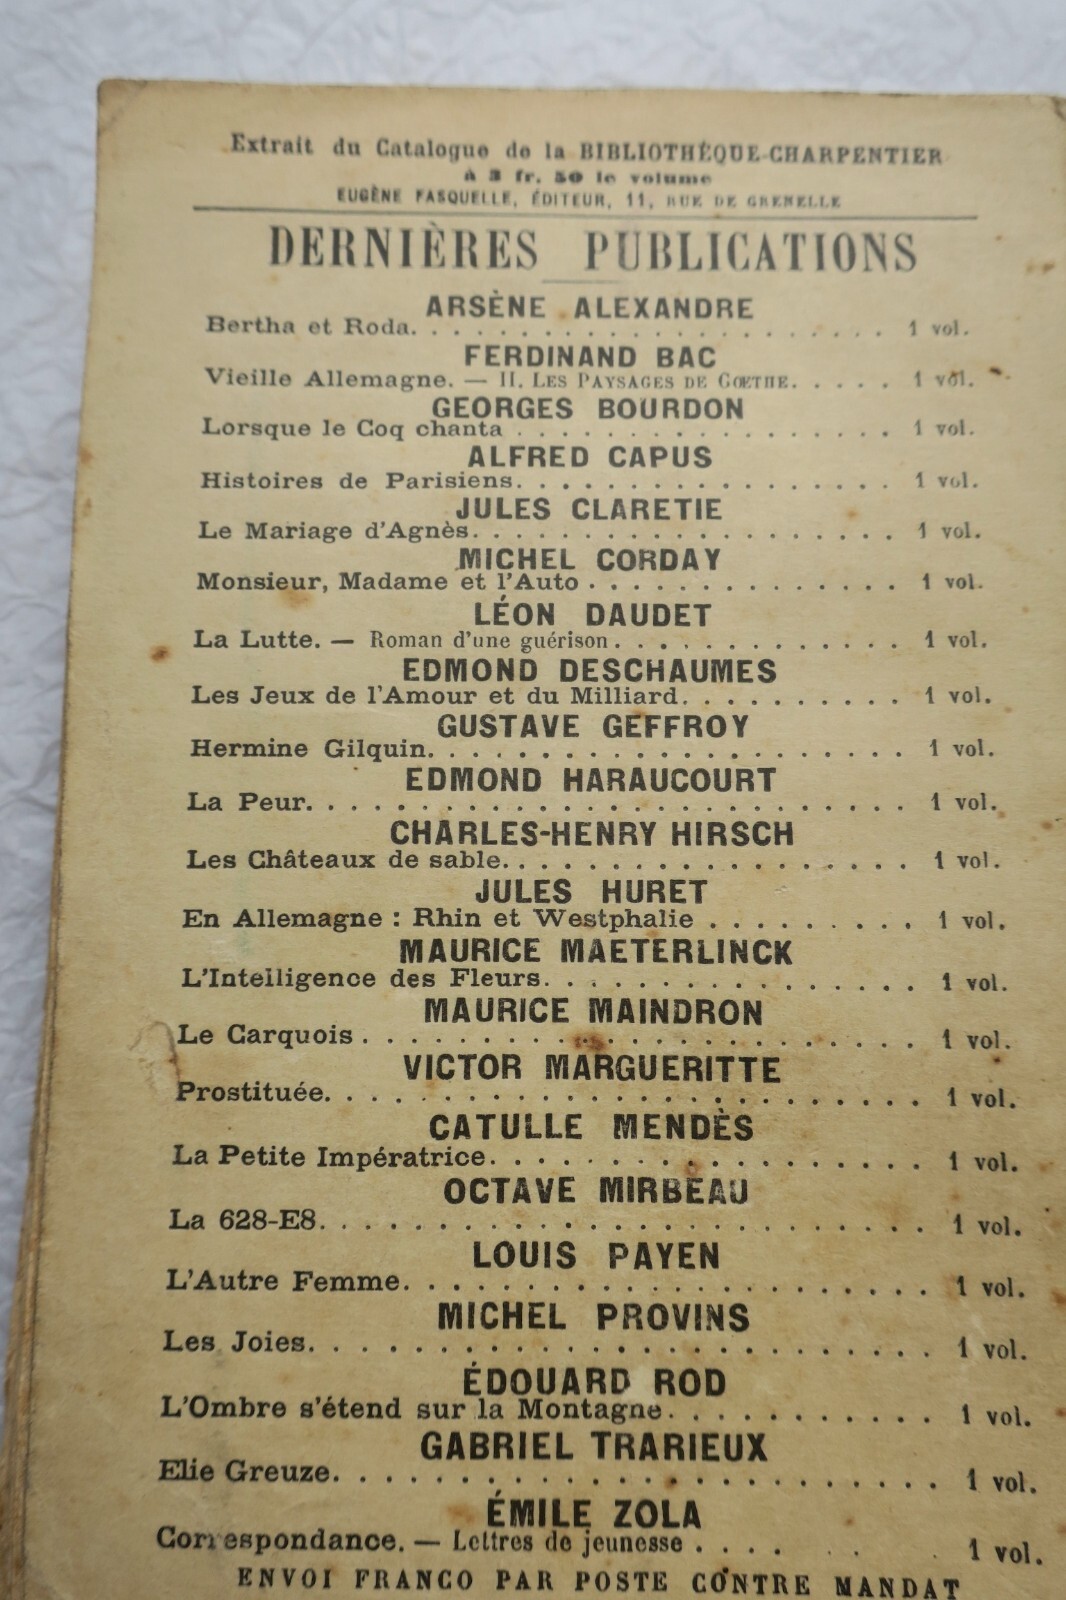 Extrait du Catalogue de la BIBLIOTHÈQUE-CHARPENTIER
à 3 fr. 50 le volume
EUGÈNE FASQUELLE, ÉDITEUR, 11, RUE DE GRENELLE
DERNIÈRES PUBLICATIONS
ARSÈNE ALEXANDRE
Bertha et Roda. . . . . . . . . . . . . . . . . . . 1 vol.
FERDINAND BAC
Vieille Allemagne. — II. LES PAYSAGES DE GŒTHE. . . . . 1 vol.
GEORGES BOURDON
Lorsque le Coq chanta . . . . . . . . . . . . . . . . 1 vol.
ALFRED CAPUS
Histoires de Parisiens. . . . . . . . . . . . . . . . 1 vol.
JULES CLARETIE
Le Mariage d'Agnès. . . . . . . . . . . . . . . . . . 1 vol.
MICHEL CORDAY
Monsieur, Madame et l'Auto . . . . . . . . . . . . . 1 vol.
LÉON DAUDET
La Lutte. — Roman d'une guérison . . . . . . . . . . . . 1 vol.
EDMOND DESCHAUMES
Les Jeux de l'Amour et du Milliard. . . . . . . . . . 1 vol.
GUSTAVE GEFFROY
Hermine Gilquin. . . . . . . . . . . . . . . . . . . 1 vol.
EDMOND HARAUCOURT
La Peur. . . . . . . . . . . . . . . . . . . . . . . 1 vol.
CHARLES-HENRY HIRSCH
Les Châteaux de sable. . . . . . . . . . . . . . . . 1 vol.
JULES HURET
En Allemagne : Rhin et Westphalie . . . . . . . . . 1 vol.
MAURICE MAETERLINCK
L'Intelligence des Fleurs. . . . . . . . . . . . . . . 1 vol.
MAURICE MAINDRON
Le Carquois . . . . . . . . . . . . . . . . . . . . . 1 vol.
VICTOR MARGUERITTE
Prostituée. . . . . . . . . . . . . . . . . . . . . . 1 vol.
CATULLE MENDÈS
La Petite Impératrice. . . . . . . . . . . . . . . . 1 vol.
OCTAVE MIRBEAU
La 628-E8. . . . . . . . . . . . . . . . . . . . . . 1 vol.
LOUIS PAYEN
L'Autre Femme. . . . . . . . . . . . . . . . . . . . 1 vol.
MICHEL PROVINS
Les Joies. . . . . . . . . . . . . . . . . . . . . . 1 vol.
ÉDOUARD ROD
L'Ombre s'étend sur la Montagne. . . . . . . . . . . 1 vol.
GABRIEL TRARIEUX
Elie Greuze. . . . . . . . . . . . . . . . . . . . . 1 vol.
ÉMILE ZOLA
Correspondance. — Lettres de jeunesse . . . . . . . 1 vol.
ENVOI FRANCO PAR POSTE CONTRE MANDAT